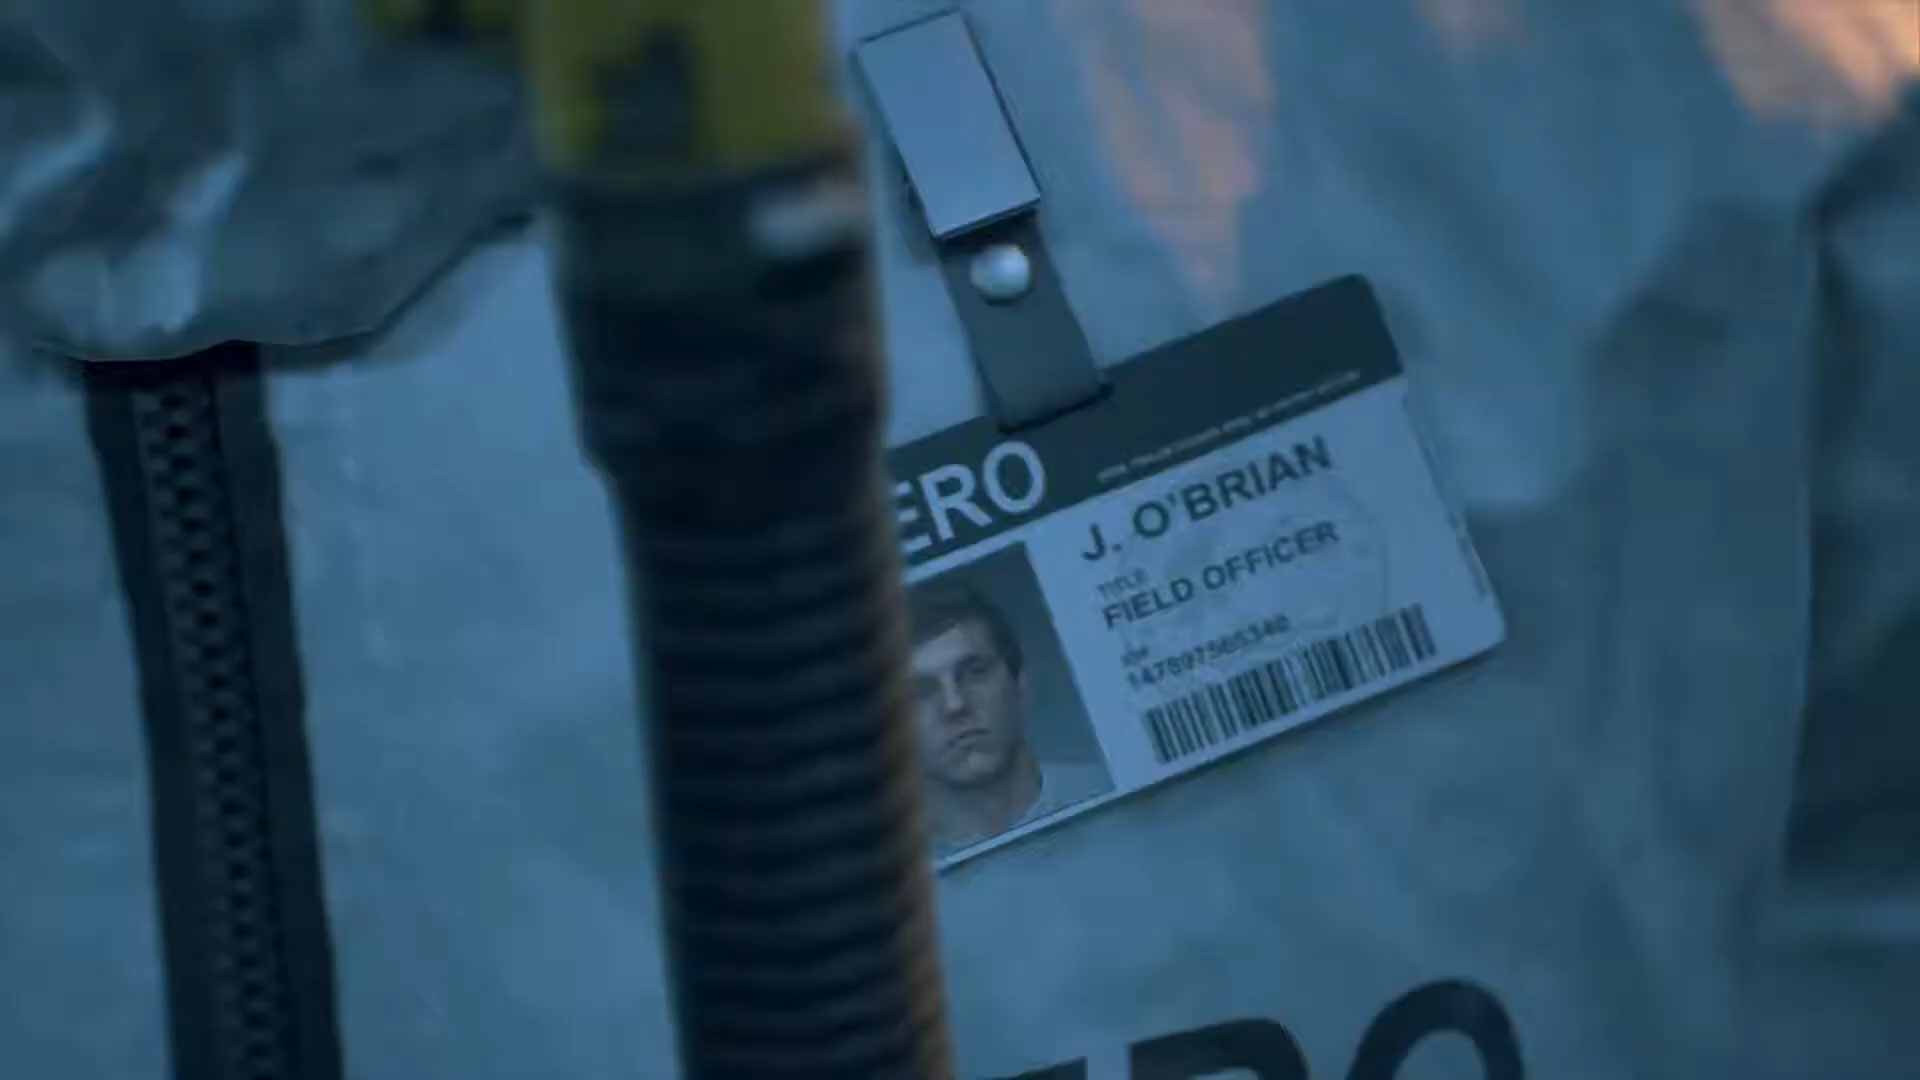 ERO
J. O'BRIAN
TITLE
FIELD OFFICER
ID#
ERO